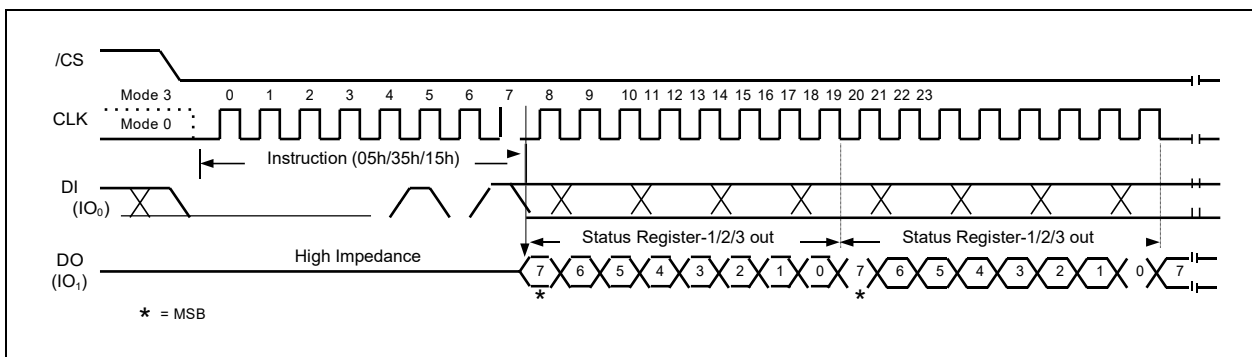 /CS
Mode 3 0 1 2 3 4 5 6 7 8 9 10 11 12 13 14 15 16 17 18 19 20 21 22 23
CLK Mode 0
Instruction (05h/35h/15h)
DI
(IO0)
Status Register-1/2/3 out Status Register-1/2/3 out
DO High Impedance
(IO1) 7 6 5 4 3 2 1 0 7 6 5 4 3 2 1 0 7
* *
* = MSB